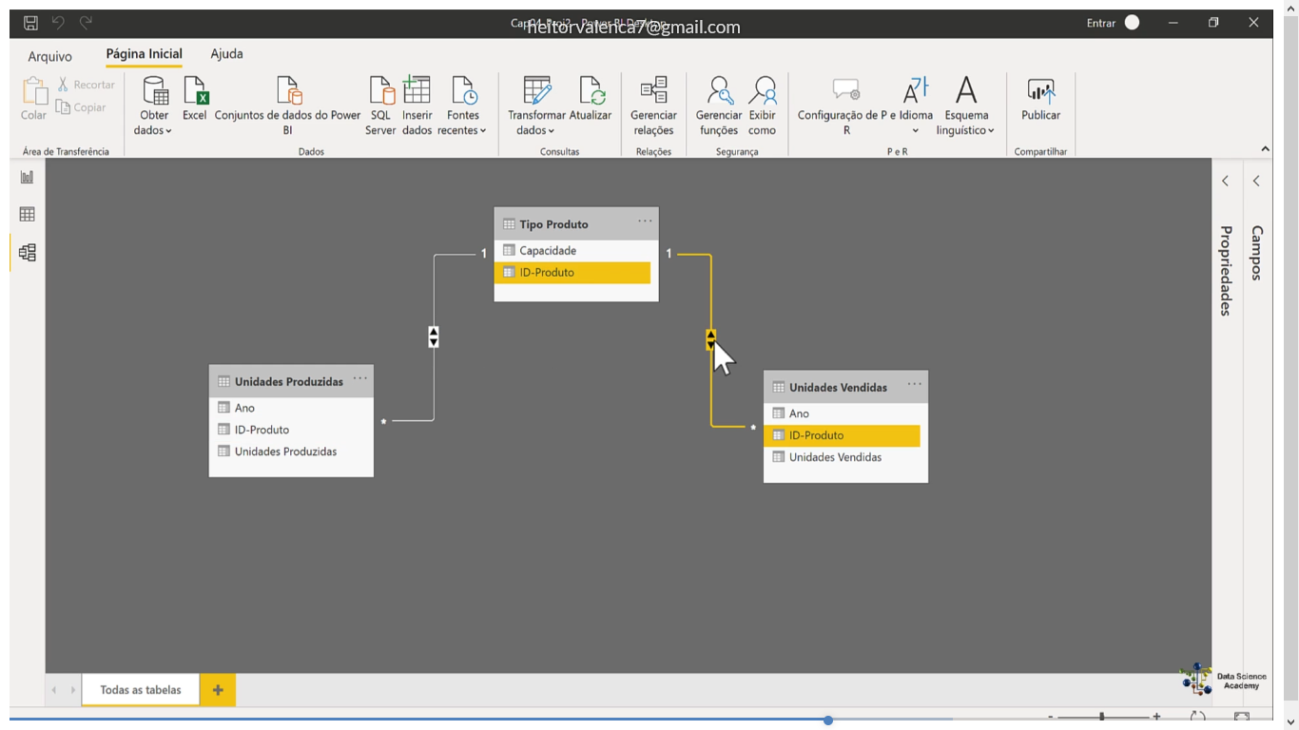 heitorvalenca7@gmail.com
Entrar
Arquivo
Página Inicial
Ajuda
Colar
Recortar
Copiar
Área de Transferência
Obter dados
Excel
Conjuntos de dados do Power BI
SQL Server
Inserir dados
Fontes recentes
Dados
Transformar dados
Atualizar
Consultas
Gerenciar relações
Relações
Gerenciar funções
Exibir como
Segurança
Configuração de P e R
Idioma
Esquema linguístico
P e R
Publicar
Compartilhar
Tipo Produto
Capacidade
ID-Produto
1
1
Unidades Produzidas
Ano
ID-Produto
Unidades Produzidas
*
*
Unidades Vendidas
Ano
ID-Produto
Unidades Vendidas
Propriedades
Campos
Todas as tabelas
Data Science
Academy